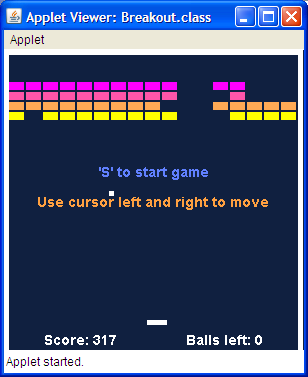 Applet Viewer: Breakout.class
Applet
'S' to start game
Use cursor left and right to move
Score: 317 Balls left: 0
Applet started.